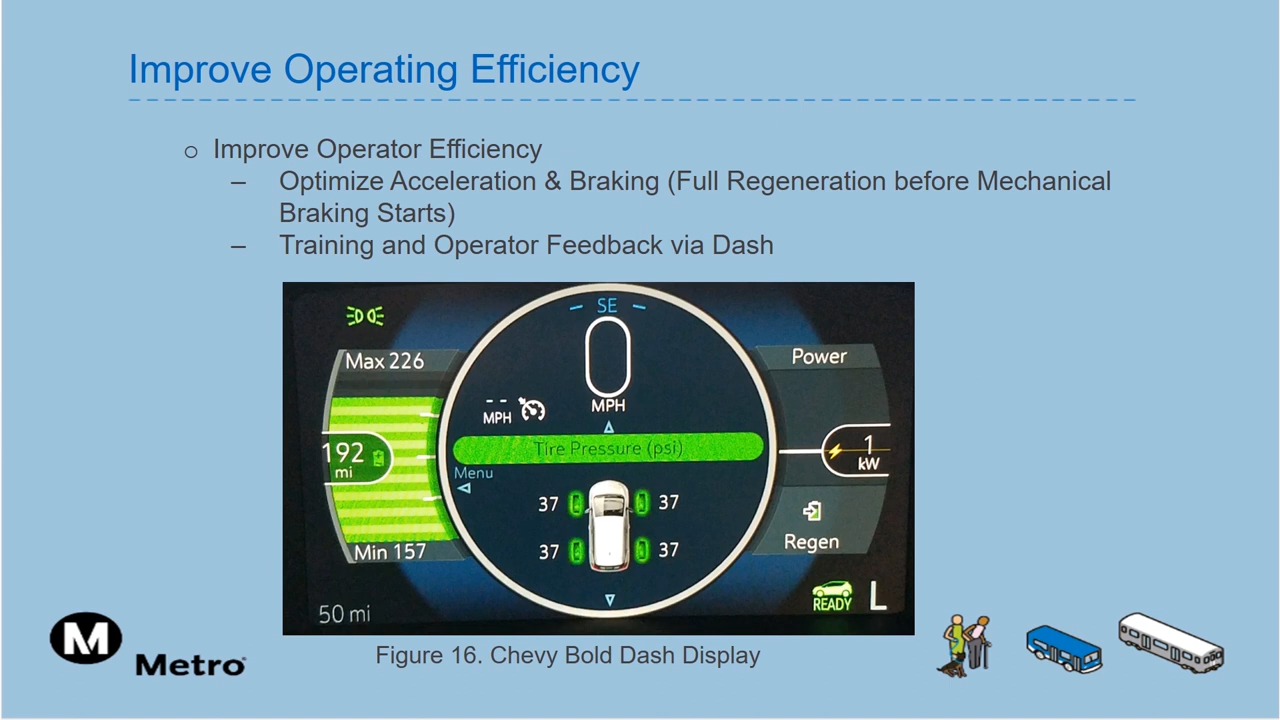 Improve Operating Efficiency
o Improve Operator Efficiency
– Optimize Acceleration & Braking (Full Regeneration before Mechanical
Braking Starts)
– Training and Operator Feedback via Dash
SE
0
MPH
-- MPH
Max 226
192
mi
Min 157
50 mi
Tire Pressure (psi)
Menu
37 37
37 37
Power
1
kW
Regen
READY L
M Metro
Figure 16. Chevy Bold Dash Display